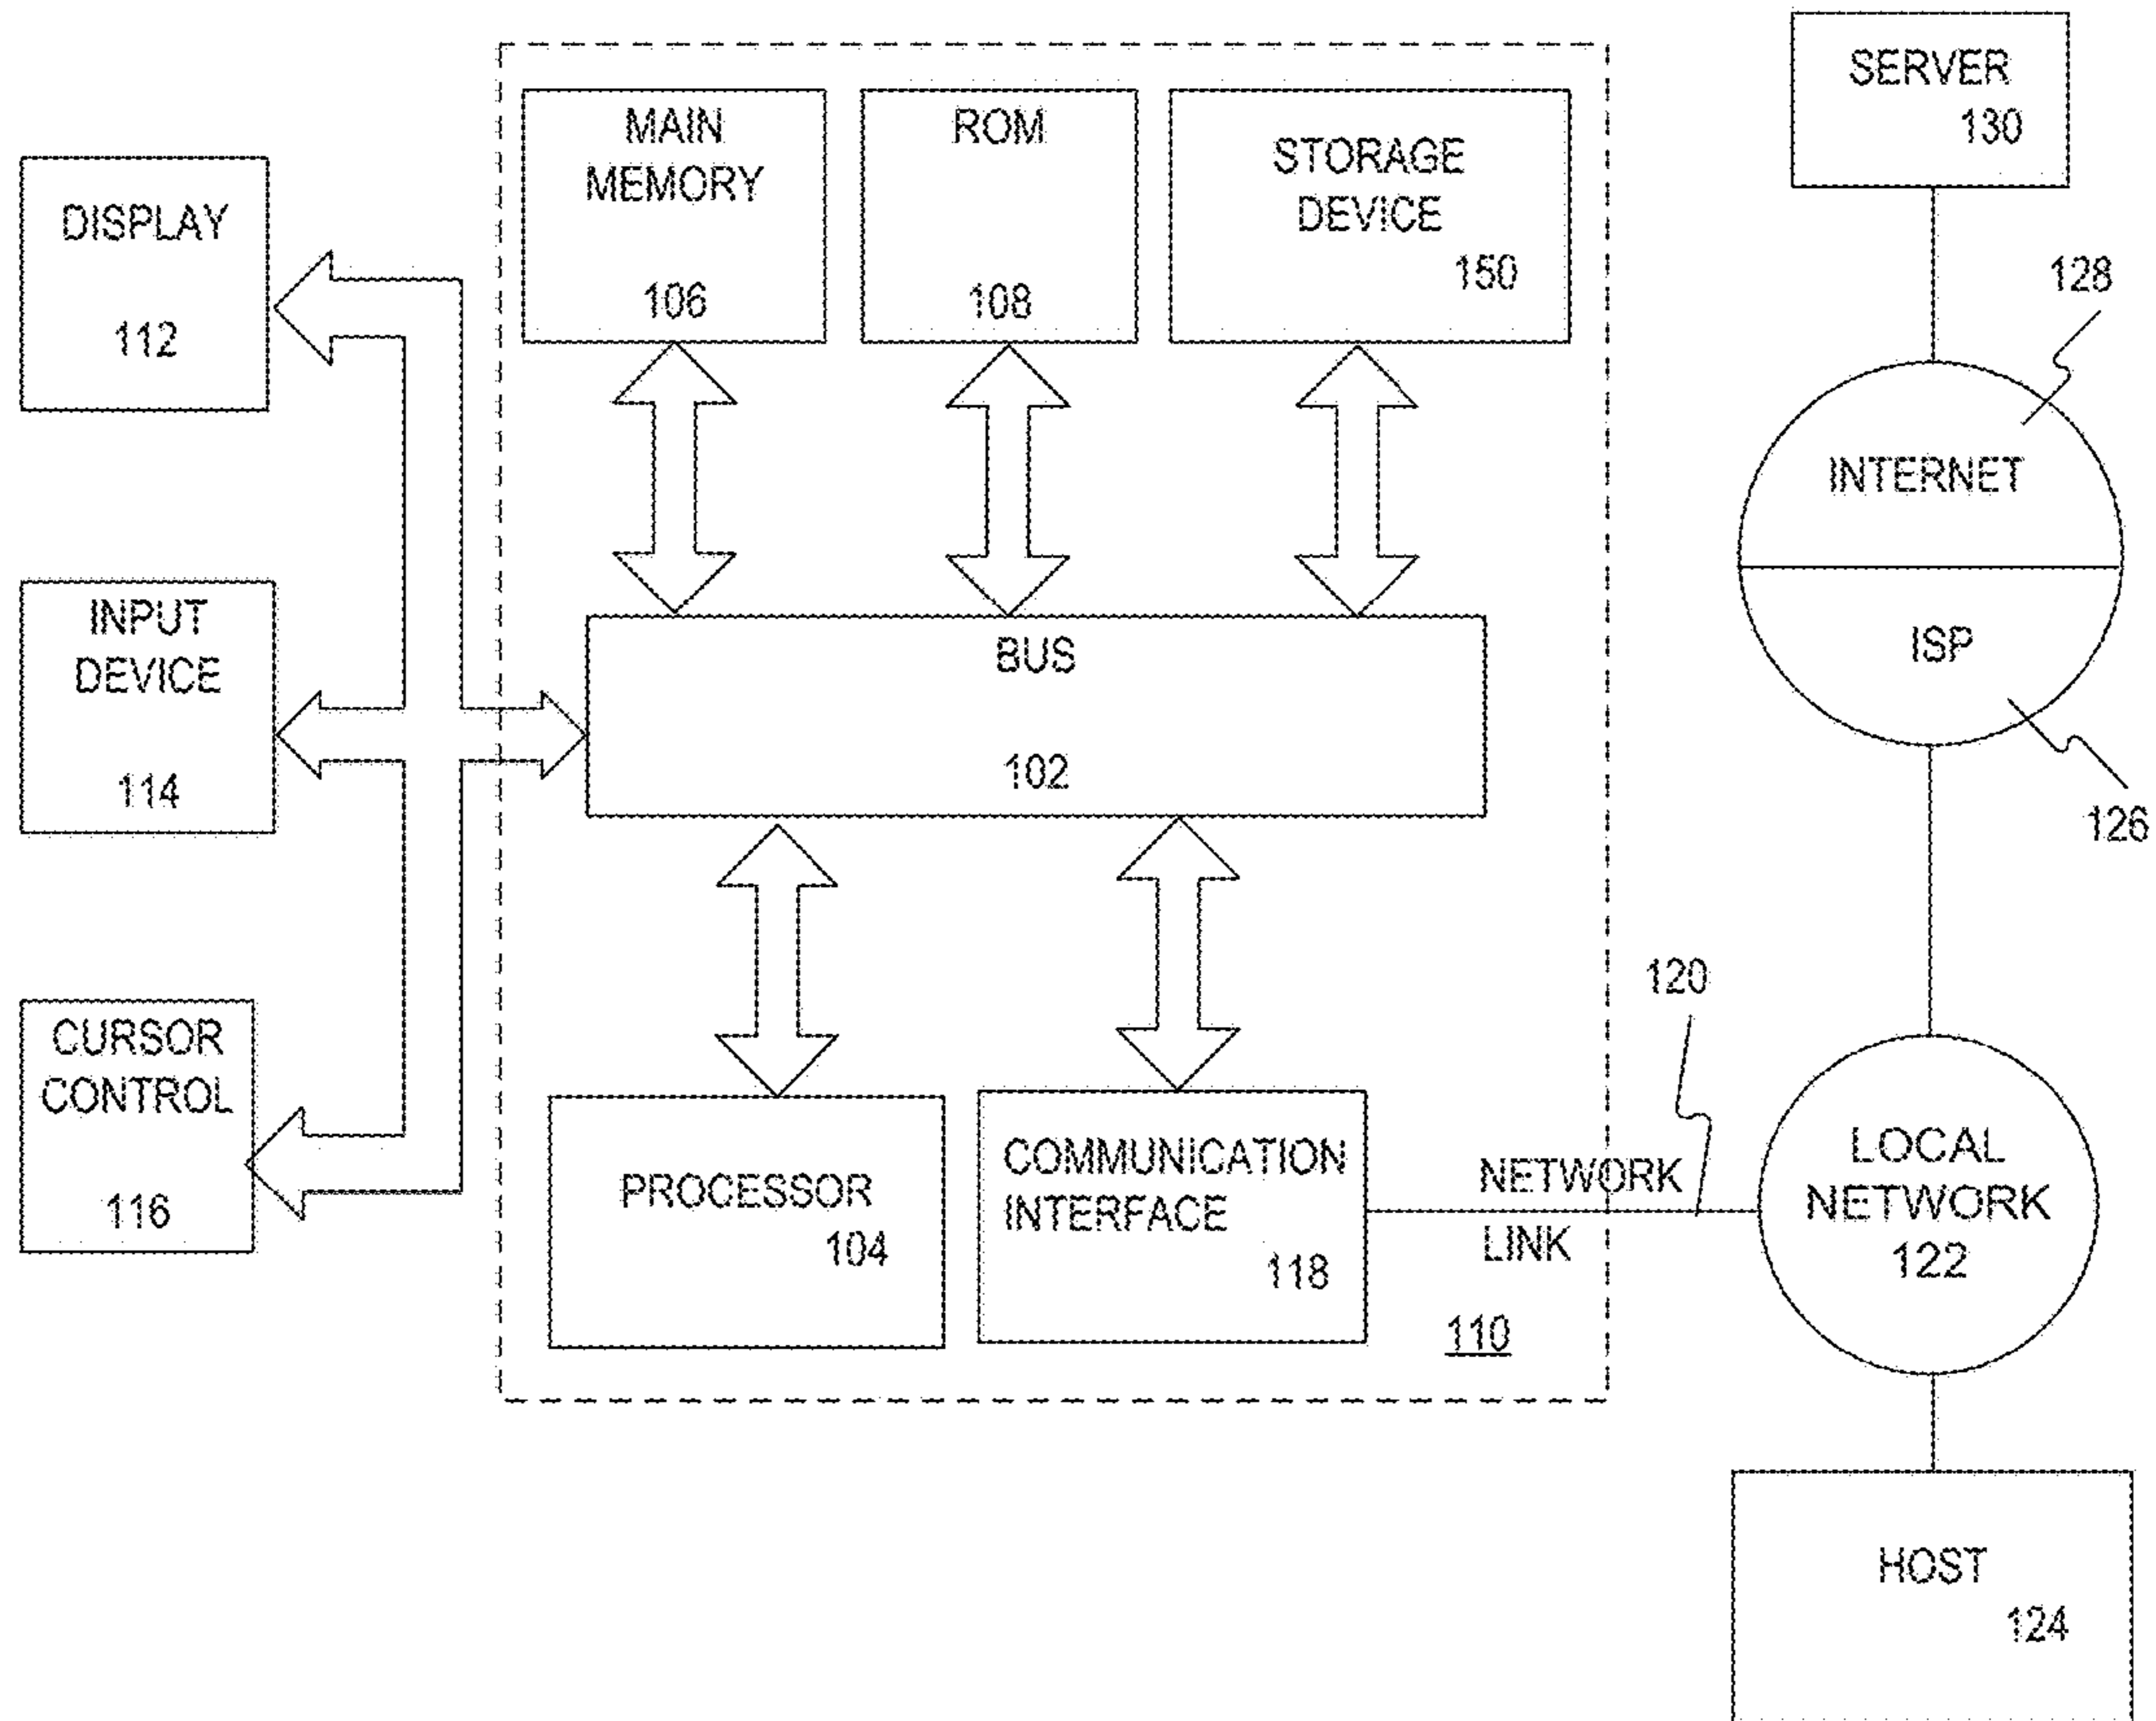 DISPLAY
112
INPUT
DEVICE
114
CURSOR
CONTROL
116
MAIN
MEMORY
106
ROM
108
STORAGE
DEVICE
150
BUS
102
PROCESSOR
104
COMMUNICATION
INTERFACE
118
NETWORK
LINK
110
120
SERVER
130
128
INTERNET
ISP
126
LOCAL
NETWORK
122
HOST
124